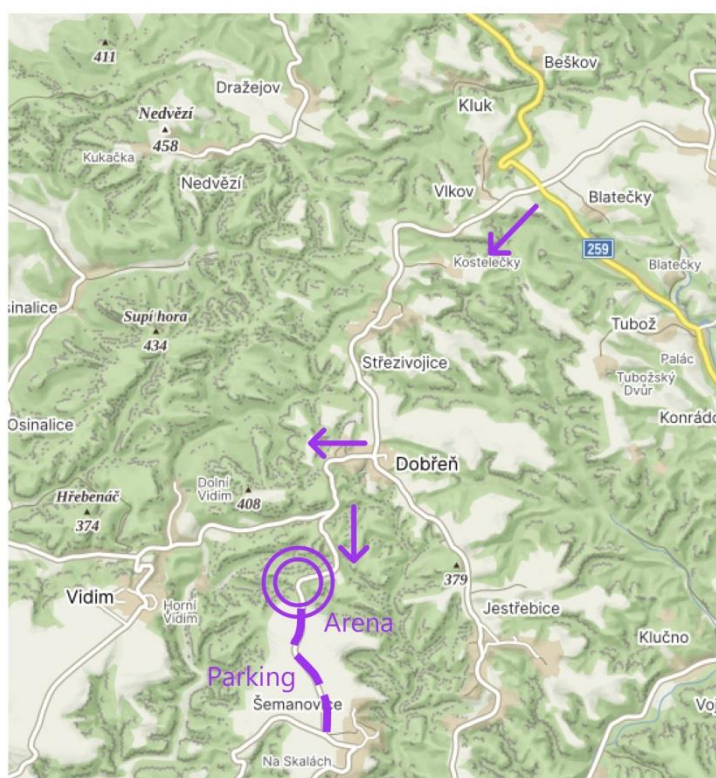 411
Beškov
Dražejov
Kluk
Nedvězí
458
Kukačka
Nedvězí
Vlkov
Blatečky
259
Kostelečky
Blatečky
sinalice
Supí hora
434
Tubož
Střezivojice
Palác
Tubožský
Dvůr
Osinalice
Konrádo
Dobřeň
Dolní
Vidim
408
Hřebenáč
374
379
Vidim
Horní
Vidim
Jestřebice
Arena
Klučno
Parking
Šemanovice
Voj
Na Skalách